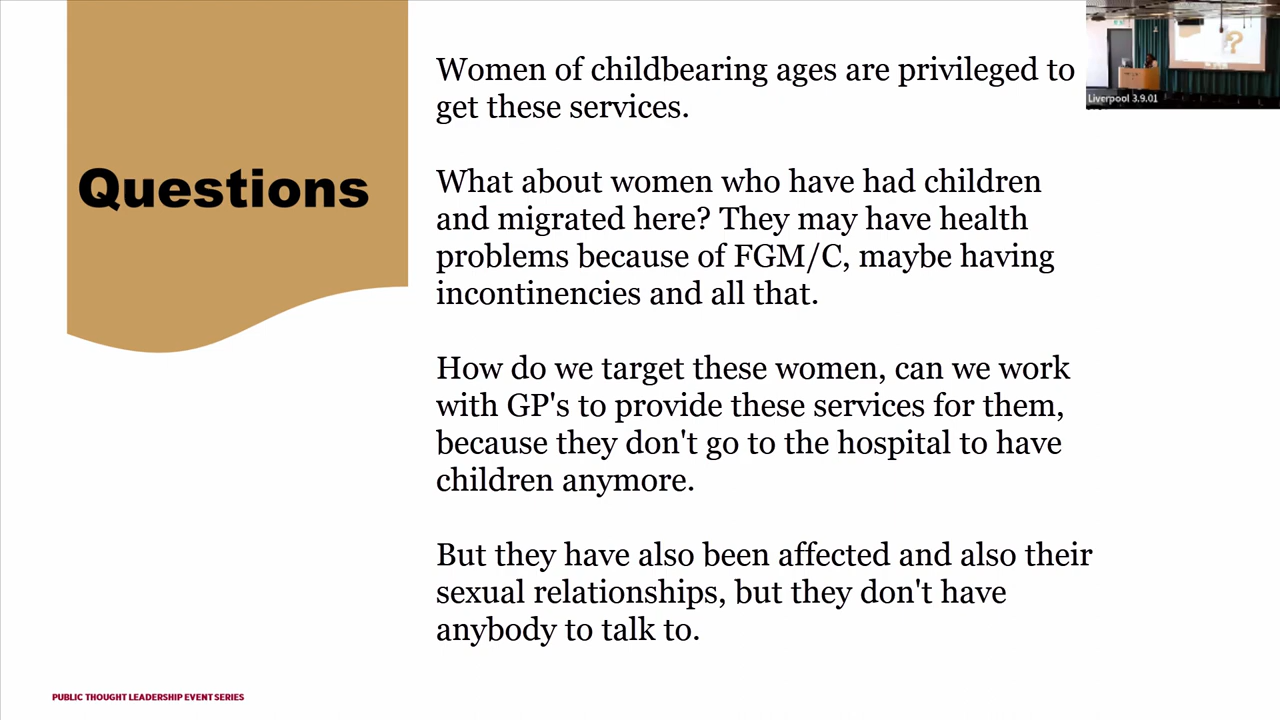 Questions
Women of childbearing ages are privileged to
get these services.
What about women who have had children
and migrated here? They may have health
problems because of FGM/C, maybe having
incontinencies and all that.
How do we target these women, can we work
with GP's to provide these services for them,
because they don't go to the hospital to have
children anymore.
But they have also been affected and also their
sexual relationships, but they don't have
anybody to talk to.
PUBLIC THOUGHT LEADERSHIP EVENT SERIES
?
Liverpool 3.9.01